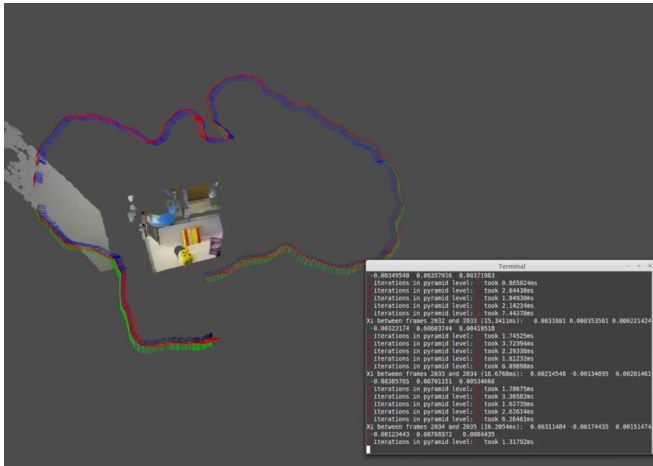 Terminal
-0.00349548 0.00357916 0.00371983
iterations in pyramid level: took 0.865824ms
iterations in pyramid level: took 2.64438ms
iterations in pyramid level: took 1.84938ms
iterations in pyramid level: took 2.14234ms
iterations in pyramid level: took 7.44378ms
Xi between frames 2032 and 2033 (15.3411ms): 0.0031881 0.000353581 0.000221424
-0.00323174 0.00603744 0.00419518
iterations in pyramid level: took 1.74525ms
iterations in pyramid level: took 3.72394ms
iterations in pyramid level: took 2.20338ms
iterations in pyramid level: took 1.61232ms
iterations in pyramid level: took 6.89898ms
Xi between frames 2033 and 2034 (16.6768ms): 0.00214548 -0.00134695 0.00201461
-0.00385765 0.00701151 0.00534666
iterations in pyramid level: took 1.70675ms
iterations in pyramid level: took 3.36582ms
iterations in pyramid level: took 1.62739ms
iterations in pyramid level: took 2.62614ms
iterations in pyramid level: took 6.26461ms
Xi between frames 2034 and 2035 (16.2054ms): 0.00311484 -0.00174435 0.00151474
-0.00123443 0.00768972 0.0084435
iterations in pyramid level: took 1.31792ms